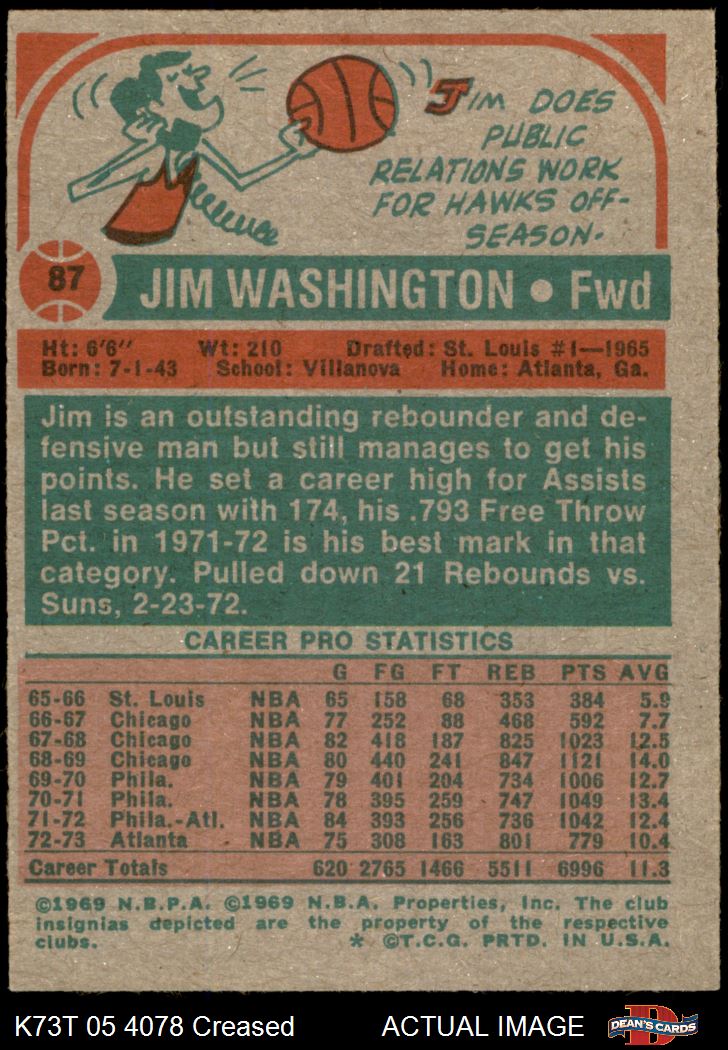 JIM DOES
PUBLIC
RELATIONS WORK
FOR HAWKS OFF-
SEASON.
87
JIM WASHINGTON • Fwd
Ht: 6'6" Wt: 210 Drafted: St. Louis #1—1965
Born: 7-1-43 School: Villanova Home: Atlanta, Ga.
Jim is an outstanding rebounder and de-
fensive man but still manages to get his
points. He set a career high for Assists
last season with 174, his .793 Free Throw
Pct. in 1971-72 is his best mark in that
category. Pulled down 21 Rebounds vs.
Suns, 2-23-72.
CAREER PRO STATISTICS
G FG FT REB PTS AVG
65-66 St. Louis NBA 65 158 68 353 384 5.9
66-67 Chicago NBA 77 252 88 468 592 7.7
67-68 Chicago NBA 82 418 187 825 1023 12.5
68-69 Chicago NBA 80 440 241 847 1121 14.0
69-70 Phila. NBA 79 401 204 734 1006 12.7
70-71 Phila. NBA 78 395 259 747 1049 13.4
71-72 Phila.-Atl. NBA 84 393 256 736 1042 12.4
72-73 Atlanta NBA 75 308 163 801 779 10.4
Career Totals 620 2765 1466 5511 6996 11.3
©1969 N.B.P.A. ©1969 N.B.A. Properties, Inc. The club
insignias depicted are the property of the respective
clubs. * ©T.C.G. PRTD. IN U.S.A.
K73T 05 4078 Creased ACTUAL IMAGE
D
DEAN'S CARDS